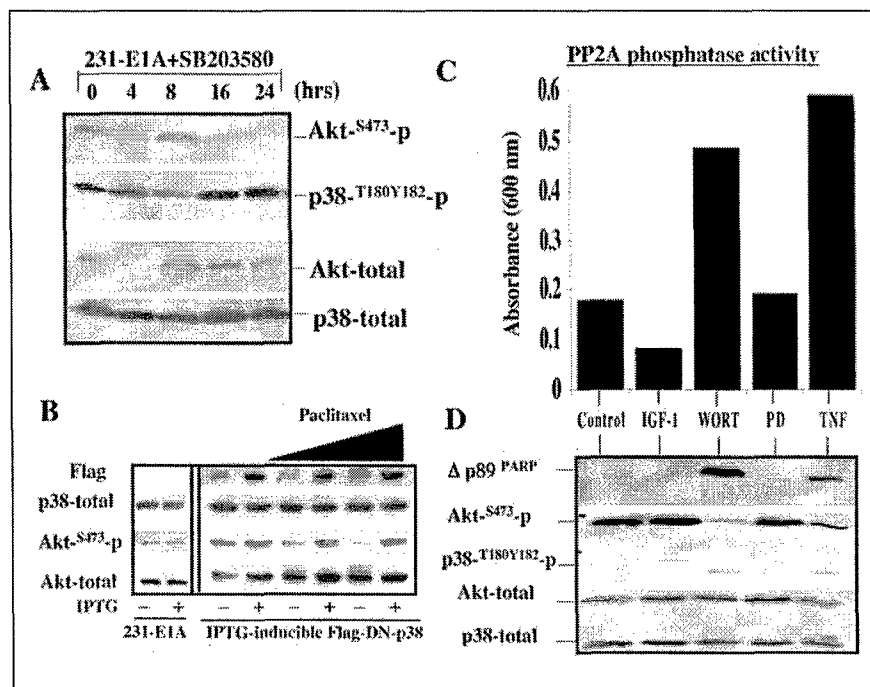 A
231-E1A+SB203580
0 4 8 16 24 (hrs)
Akt-S473-p
p38-T180Y182-p
Akt-total
p38-total
B
Paclitaxel
Flag
p38-total
Akt-S473-p
Akt-total
IPTG - + - + - + - +
231-E1A IPTG-inducible Flag-DN-p38
C
PP2A phosphatase activity
Absorbance (600 nm)
0.6
0.5
0.4
0.3
0.2
0.1
0
Control IGF-1 WORT PD TNF
D
Δ p89 PARP
Akt-S473-p
p38-T180Y182-p
Akt-total
p38-total